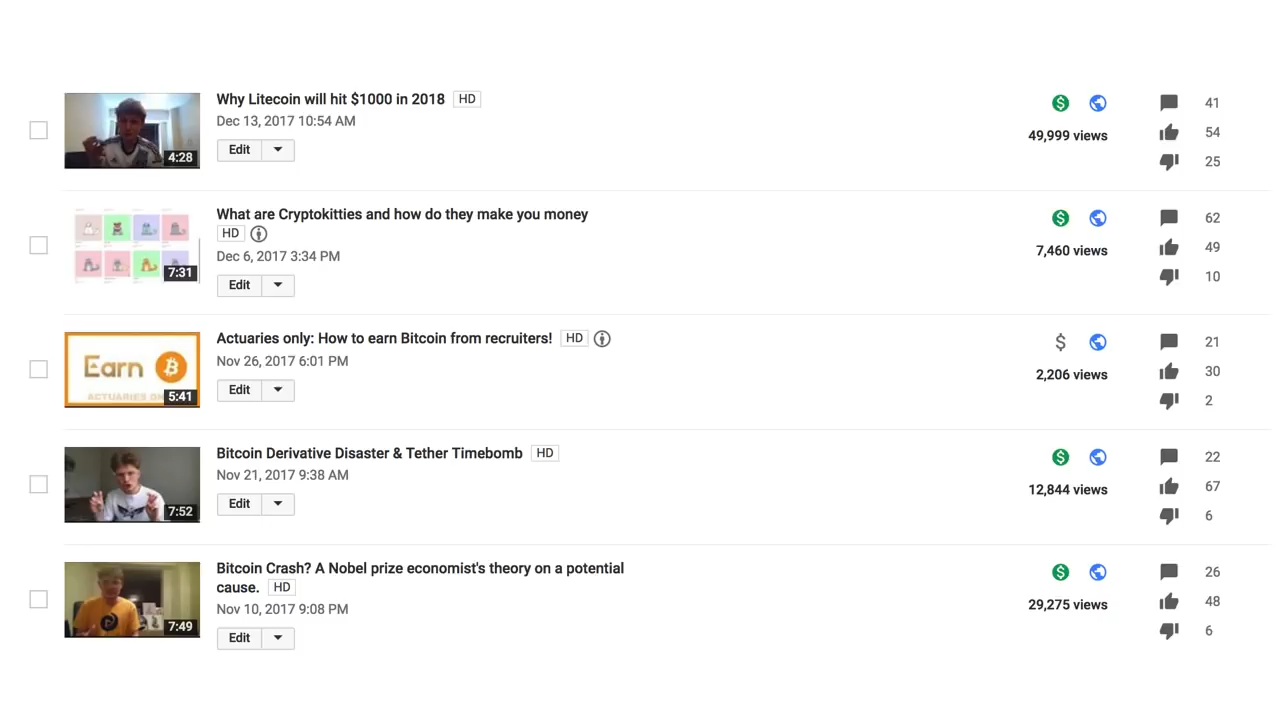 Why Litecoin will hit $1000 in 2018 HD
Dec 13, 2017 10:54 AM
Edit
4:28
49,999 views
41
54
25
What are Cryptokitties and how do they make you money
HD
Dec 6, 2017 3:34 PM
Edit
7:31
7,460 views
62
49
10
Actuaries only: How to earn Bitcoin from recruiters! HD
Nov 26, 2017 6:01 PM
Edit
Earn
ACTUARIES ON
5:41
$
2,206 views
21
30
2
Bitcoin Derivative Disaster & Tether Timebomb HD
Nov 21, 2017 9:38 AM
Edit
7:52
12,844 views
22
67
6
Bitcoin Crash? A Nobel prize economist's theory on a potential
cause. HD
Nov 10, 2017 9:08 PM
Edit
7:49
29,275 views
26
48
6